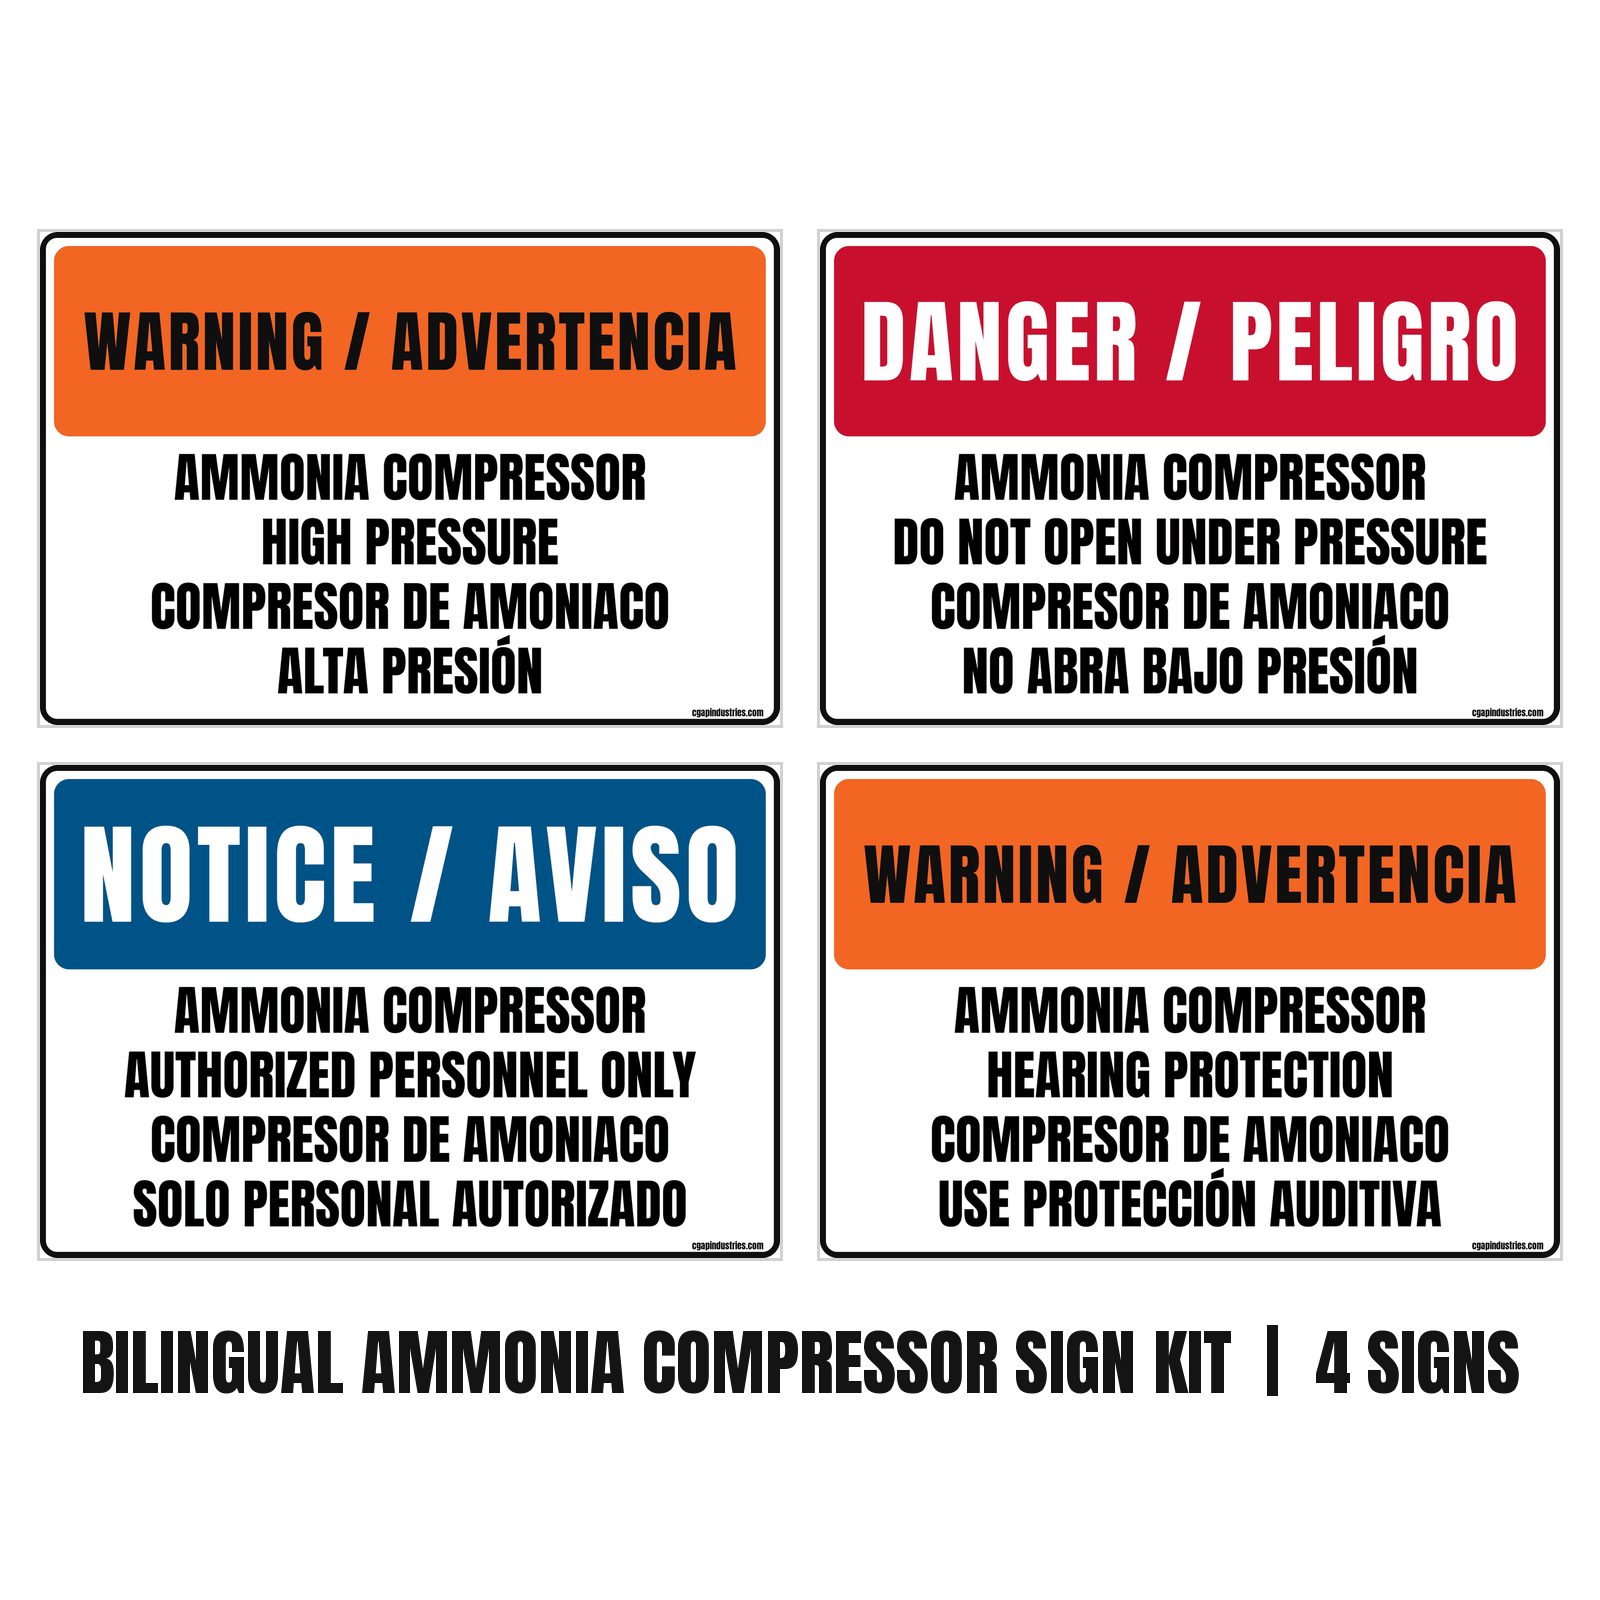 WARNING / ADVERTENCIA
AMMONIA COMPRESSOR
HIGH PRESSURE
COMPRESOR DE AMONIACO
ALTA PRESIÓN
cgapindustries.com
DANGER / PELIGRO
AMMONIA COMPRESSOR
DO NOT OPEN UNDER PRESSURE
COMPRESOR DE AMONIACO
NO ABRA BAJO PRESIÓN
cgapindustries.com
NOTICE / AVISO
AMMONIA COMPRESSOR
AUTHORIZED PERSONNEL ONLY
COMPRESOR DE AMONIACO
SOLO PERSONAL AUTORIZADO
cgapindustries.com
WARNING / ADVERTENCIA
AMMONIA COMPRESSOR
HEARING PROTECTION
COMPRESOR DE AMONIACO
USE PROTECCIÓN AUDITIVA
cgapindustries.com
BILINGUAL AMMONIA COMPRESSOR SIGN KIT | 4 SIGNS